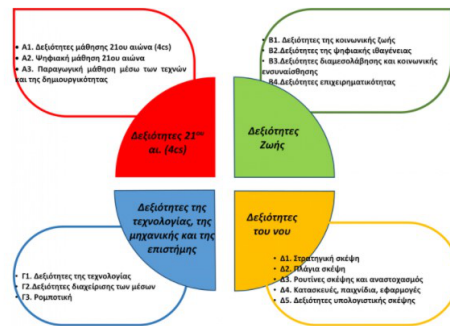 • Α1. Δεξιότητες μάθησης 21ου αιώνα (4cs)
• Α2. Ψηφιακή μάθηση 21ου αιώνα
• Α3. Παραγωγική μάθηση μέσω των τεχνών
και της δημιουργικότητας
• Β1. Δεξιότητες της κοινωνικής ζωής
• Β2.Δεξιότητες της ψηφιακής ιθαγένειας
• Β3.Δεξιότητες διαμεσολάβησης και κοινωνικής
ενσυναίσθησης
• Β4.Δεξιότητες επιχειρηματικότητας
Δεξιότητες 21ου
αι. (4cs)
Δεξιότητες
Ζωής
Δεξιότητες της
τεχνολογίας, της
μηχανικής και της
επιστήμης
Δεξιότητες
του νου
• Γ1. Δεξιότητες της τεχνολογίας
• Γ2.Δεξιότητες διαχείρισης των μέσων
• Γ3. Ρομποτική
• Δ1. Στρατηγική σκέψη
• Δ2. Πλάγια σκέψη
• Δ3. Ρουτίνες σκέψης και αναστοχασμός
• Δ4. Κατασκευές, παιχνίδια, εφαρμογές
• Δ5. Δεξιότητες υπολογιστικής σκέψης